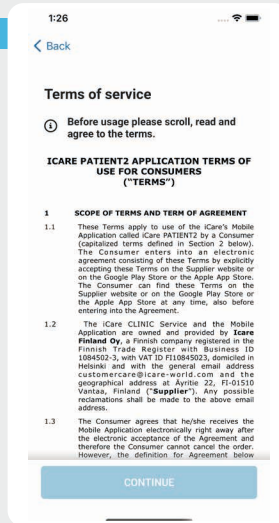 1:26
Back
Terms of service
Before usage please scroll, read and
agree to the terms.
ICARE PATIENT2 APPLICATION TERMS OF
USE FOR CONSUMERS
("TERMS")
1 SCOPE OF TERMS AND TERM OF AGREEMENT
1.1 These Terms apply to use of the iCare's Mobile
Application called iCare PATIENT2 by a Consumer
(capitalized terms defined in Section 2 below).
The Consumer enters into an electronic
agreement consisting of these Terms by explicitly
accepting these Terms on the Supplier website or
on the Google Play Store or the Apple App Store.
The Consumer can find these Terms on the
Supplier website or on the Google Play Store or
the Apple App Store at any time, also before
entering into the Agreement.
1.2 The iCare CLINIC Service and the Mobile
Application are owned and provided by Icare
Finland Oy, a Finnish company registered in the
Finnish Trade Register with Business ID
1084502-3, with VAT ID FI10845023, domiciled in
Helsinki and with the general email address
customercare@icare-world.com and the
geographical address at Äyritie 22, FI-01510
Vantaa, Finland ("Supplier"). Any possible
reclamations shall be made to the above email
address.
1.3 The Consumer agrees that he/she receives the
Mobile Application electronically right away after
the electronic acceptance of the Agreement and
therefore the Consumer cannot cancel the order.
However, the definition for Agreement below
CONTINUE